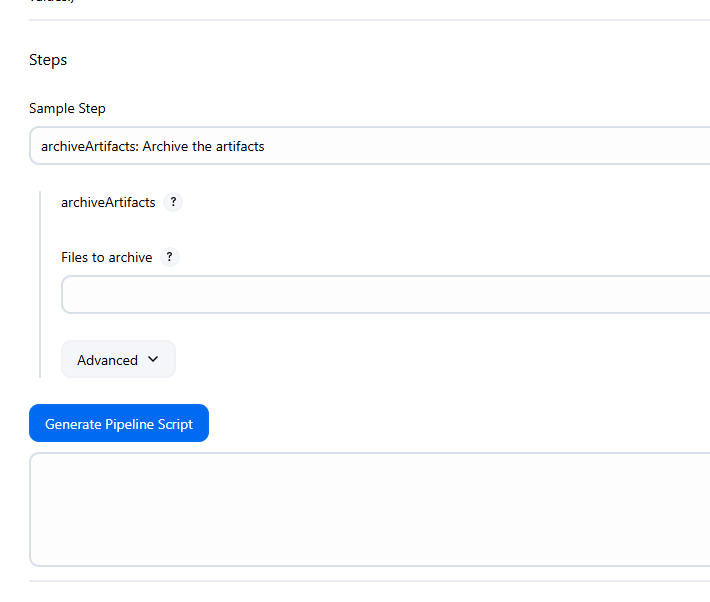 Steps
Sample Step
archiveArtifacts: Archive the artifacts
archiveArtifacts ?
Files to archive ?
Advanced
Generate Pipeline Script